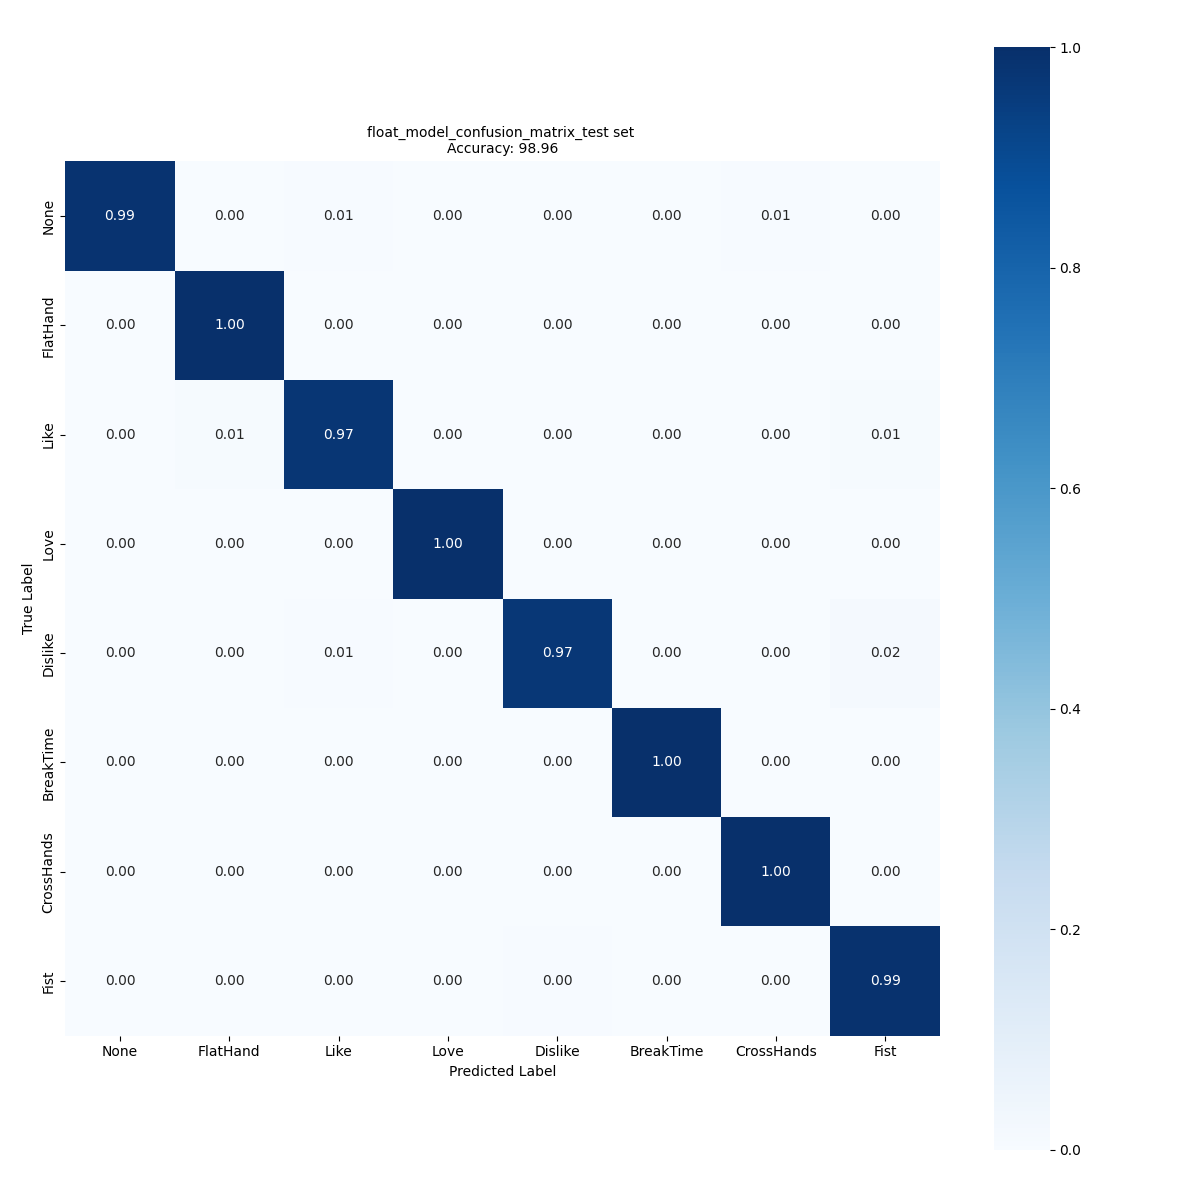 float_model_confusion_matrix_test set
Accuracy: 98.96
1.0
0.8
0.6
0.4
0.2
0.0
True Label
None 0.99 0.00 0.01 0.00 0.00 0.00 0.01 0.00
FlatHand 0.00 1.00 0.00 0.00 0.00 0.00 0.00 0.00
Like 0.00 0.01 0.97 0.00 0.00 0.00 0.00 0.01
Love 0.00 0.00 0.00 1.00 0.00 0.00 0.00 0.00
Dislike 0.00 0.00 0.01 0.00 0.97 0.00 0.00 0.02
BreakTime 0.00 0.00 0.00 0.00 0.00 1.00 0.00 0.00
CrossHands 0.00 0.00 0.00 0.00 0.00 0.00 1.00 0.00
Fist 0.00 0.00 0.00 0.00 0.00 0.00 0.00 0.99
None FlatHand Like Love Dislike BreakTime CrossHands Fist
Predicted Label